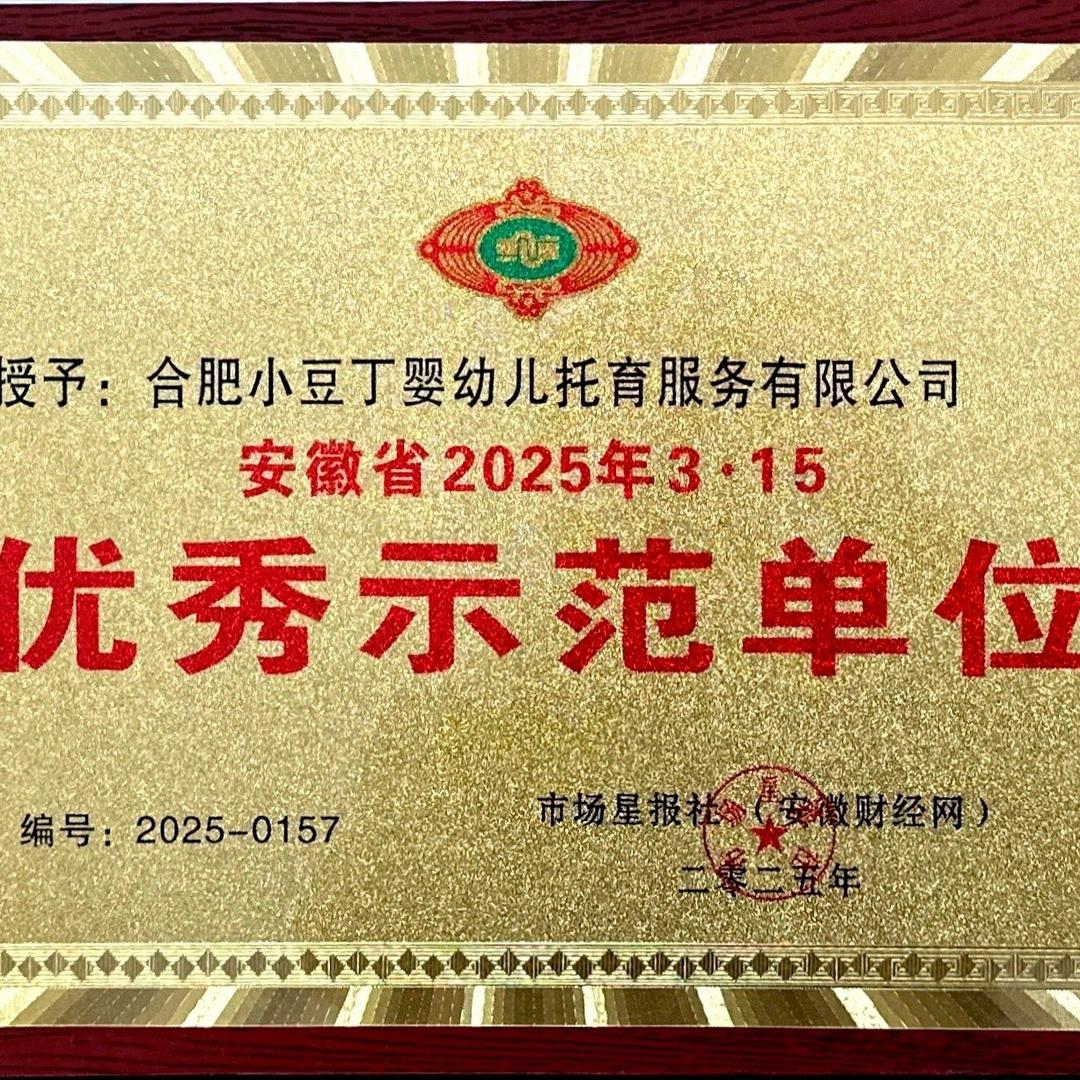 授予：合肥小豆丁婴幼儿托育服务有限公司
安徽省2025年3·15
优秀示范单位
编号：2025-0157
市场星报社（安徽财经网）
二零二五年